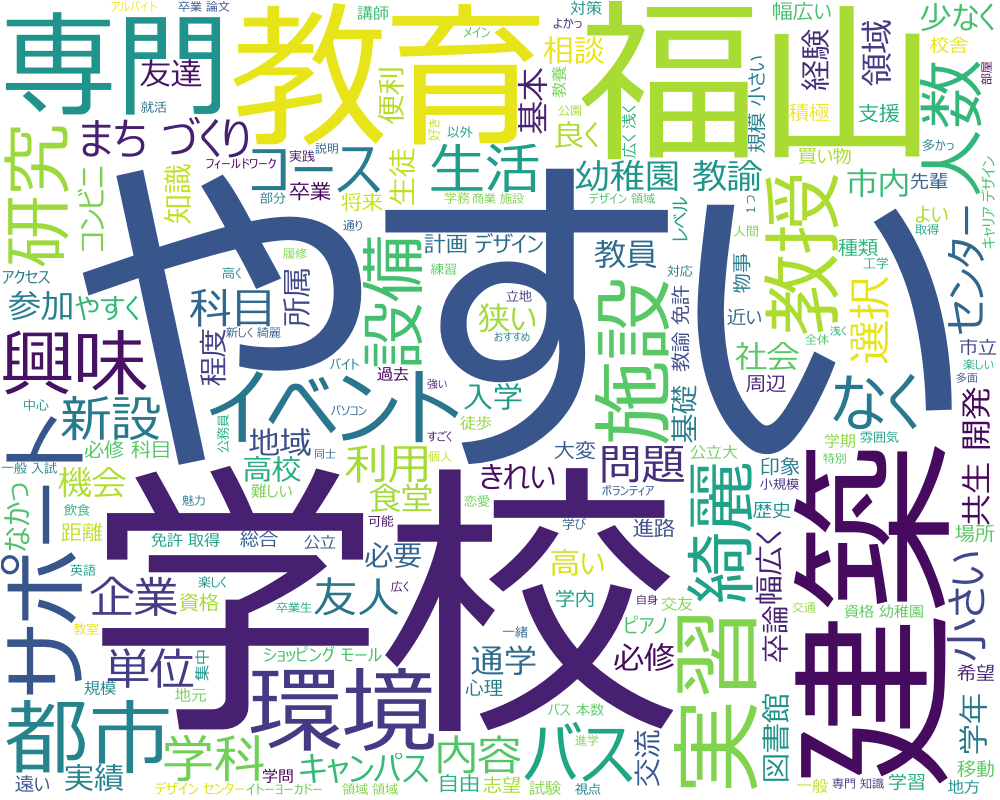 アルバイト
卒業 論文
専門
教育
福山
講師
対策
幅広い
少なく
メイン
よかっ
相談
校舎
友達
就活
便利
教養
基本
公園
経験
領域
部屋
積極
支援
人数
多かっ
研究
まち づくり
フィールドワーク
実践
説明
好き
以外
良く
広く 浅く
規模 小さい
買い物
コース
生活
幼稚園 教諭
市内
先輩
コンビニ
知識
卒業
将来
生徒
部分
学務
商業 施設
デザイン 領域
レベル
1つ
教授
センター
よい
取得
キャリア デザイン
やすい
履修
通り
計画 デザイン
教員
人間
種類
アクセス
高く
所属
設備
練習
対応
物事
工学
参加
やすく
科目
立地
狭い
施設
教諭 免許
近い
浅く
選択
新しく 綺麗
おすすめ
市立
興味
程度
イベント
バイト
過去
強い
社会
全体
楽しい
周辺
多面
中心
新設
公務員
パソコン
入学
徒歩
基礎
なく
必修 科目
地域
すごく
大変
公立大
学期
雰囲気
開発
一般 入試
機会
高校
同士
利用
個人
きれい
問題
印象
特別
共生
サポート
なかっ
難しい
食堂
ボランティア
小規模
飲食
魅力
恋愛
綺麗
歴史
建築
場所
距離
免許 取得
総合
公立
可能
学校
学び
進路
英語
楽しく
必要
高い
幅広く
小さい
企業
資格
卒業生
友人
広く
学内
自身
交友
卒論
交通
資格 幼稚園
教室
単位
集中
ショッピング モール
一緒
通学
ピアノ
必修
実習
規模
地元
環境
心理
希望
都市
バス 本数
図書館
学年
学科
内容
バス
進学
交流
移動
遠い
実績
学問
キャンパス
自由
志望
試験
視点
一般
専門 知識
学習
地方
デザイン センター
イトーヨーカドー
領域 領域